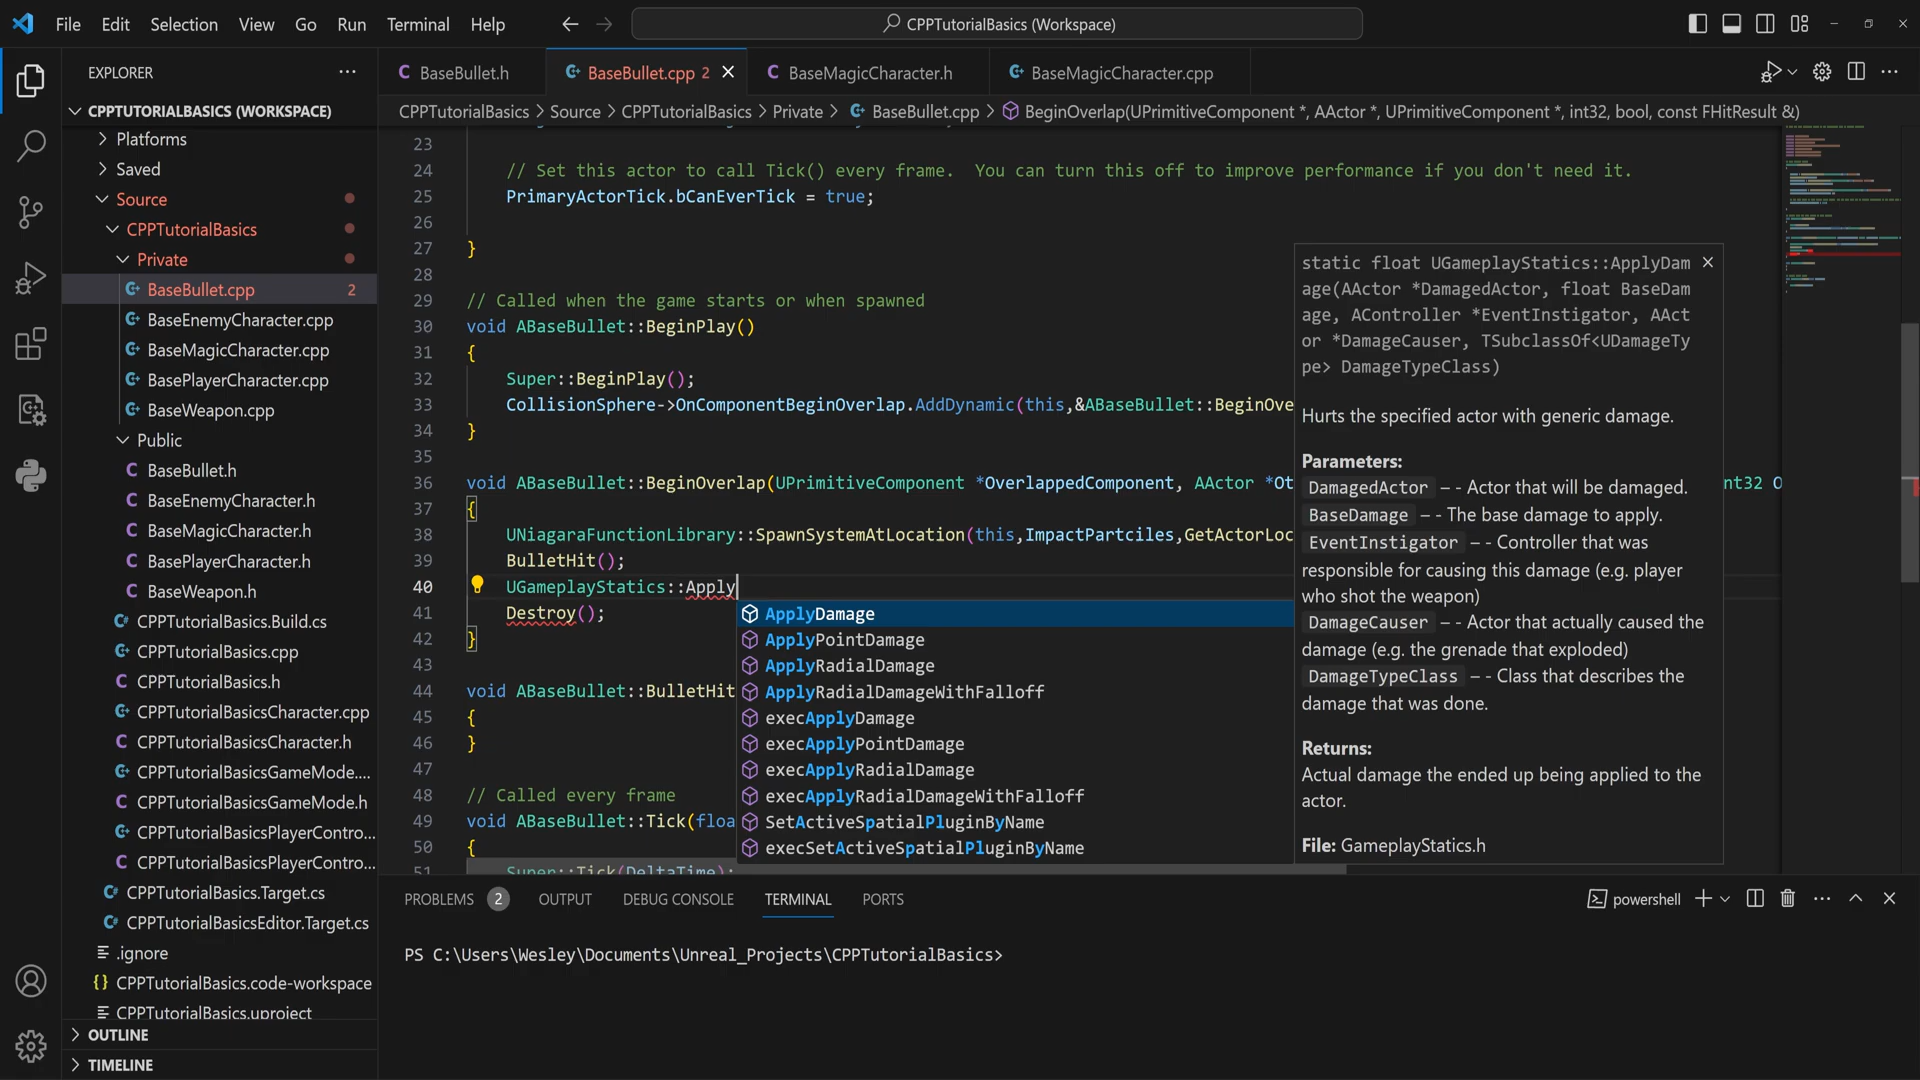 File Edit Selection View Go Run Terminal Help
CPPTutorialBasics (Workspace)
EXPLORER
BaseBullet.h
BaseBullet.cpp 2
BaseMagicCharacter.h
BaseMagicCharacter.cpp
CPPTutorialBasics > Source > CPPTutorialBasics > Private > BaseBullet.cpp > BeginOverlap(UPrimitiveComponent *, AActor *, UPrimitiveComponent *, int32, bool, const FHitResult &)
CPPTUTORIALBASICS (WORKSPACE)
Platforms
Saved
Source
CPPTutorialBasics
Private
BaseBullet.cpp 2
BaseEnemyCharacter.cpp
BaseMagicCharacter.cpp
BasePlayerCharacter.cpp
BaseWeapon.cpp
Public
BaseBullet.h
BaseEnemyCharacter.h
BaseMagicCharacter.h
BasePlayerCharacter.h
BaseWeapon.h
CPPTutorialBasics.Build.cs
CPPTutorialBasics.cpp
CPPTutorialBasics.h
CPPTutorialBasicsCharacter.cpp
CPPTutorialBasicsCharacter.h
CPPTutorialBasicsGameMode....
CPPTutorialBasicsGameMode.h
CPPTutorialBasicsPlayerContro...
CPPTutorialBasicsPlayerContro...
CPPTutorialBasics.Target.cs
CPPTutorialBasicsEditor.Target.cs
.ignore
CPPTutorialBasics.code-workspace
CPPTutorialBasics.uproject
OUTLINE
TIMELINE
23
24 // Set this actor to call Tick() every frame.  You can turn this off to improve performance if you don't need it.
25 PrimaryActorTick.bCanEverTick = true;
26
27 }
28
29 // Called when the game starts or when spawned
30 void ABaseBullet::BeginPlay()
31 {
32 Super::BeginPlay();
33 CollisionSphere->OnComponentBeginOverlap.AddDynamic(this,&ABaseBullet::BeginOve
34 }
35
36 void ABaseBullet::BeginOverlap(UPrimitiveComponent *OverlappedComponent, AActor *Ot nt32 O
37 {
38 UNiagaraFunctionLibrary::SpawnSystemAtLocation(this,ImpactPartciles,GetActorLoc
39 BulletHit();
40 UGameplayStatics::Apply
41 Destroy();
42 }
43
44 void ABaseBullet::BulletHit
45 {
46 }
47
48 // Called every frame
49 void ABaseBullet::Tick(floa
50 {
51 Super::Tick(DeltaTime);
ApplyDamage
ApplyPointDamage
ApplyRadialDamage
ApplyRadialDamageWithFalloff
execApplyDamage
execApplyPointDamage
execApplyRadialDamage
execApplyRadialDamageWithFalloff
SetActiveSpatialPluginByName
execSetActiveSpatialPluginByName
static float UGameplayStatics::ApplyDam
age(AActor *DamagedActor, float BaseDam
age, AController *EventInstigator, AAct
or *DamageCauser, TSubclassOf<UDamageTy
pe> DamageTypeClass)
Hurts the specified actor with generic damage.
Parameters:
DamagedActor – - Actor that will be damaged.
BaseDamage – - The base damage to apply.
EventInstigator – - Controller that was
responsible for causing this damage (e.g. player
who shot the weapon)
DamageCauser – - Actor that actually caused the
damage (e.g. the grenade that exploded)
DamageTypeClass – - Class that describes the
damage that was done.
Returns:
Actual damage the ended up being applied to the
actor.
File: GameplayStatics.h
PROBLEMS 2 OUTPUT DEBUG CONSOLE TERMINAL PORTS
powershell
PS C:\Users\Wesley\Documents\Unreal_Projects\CPPTutorialBasics>